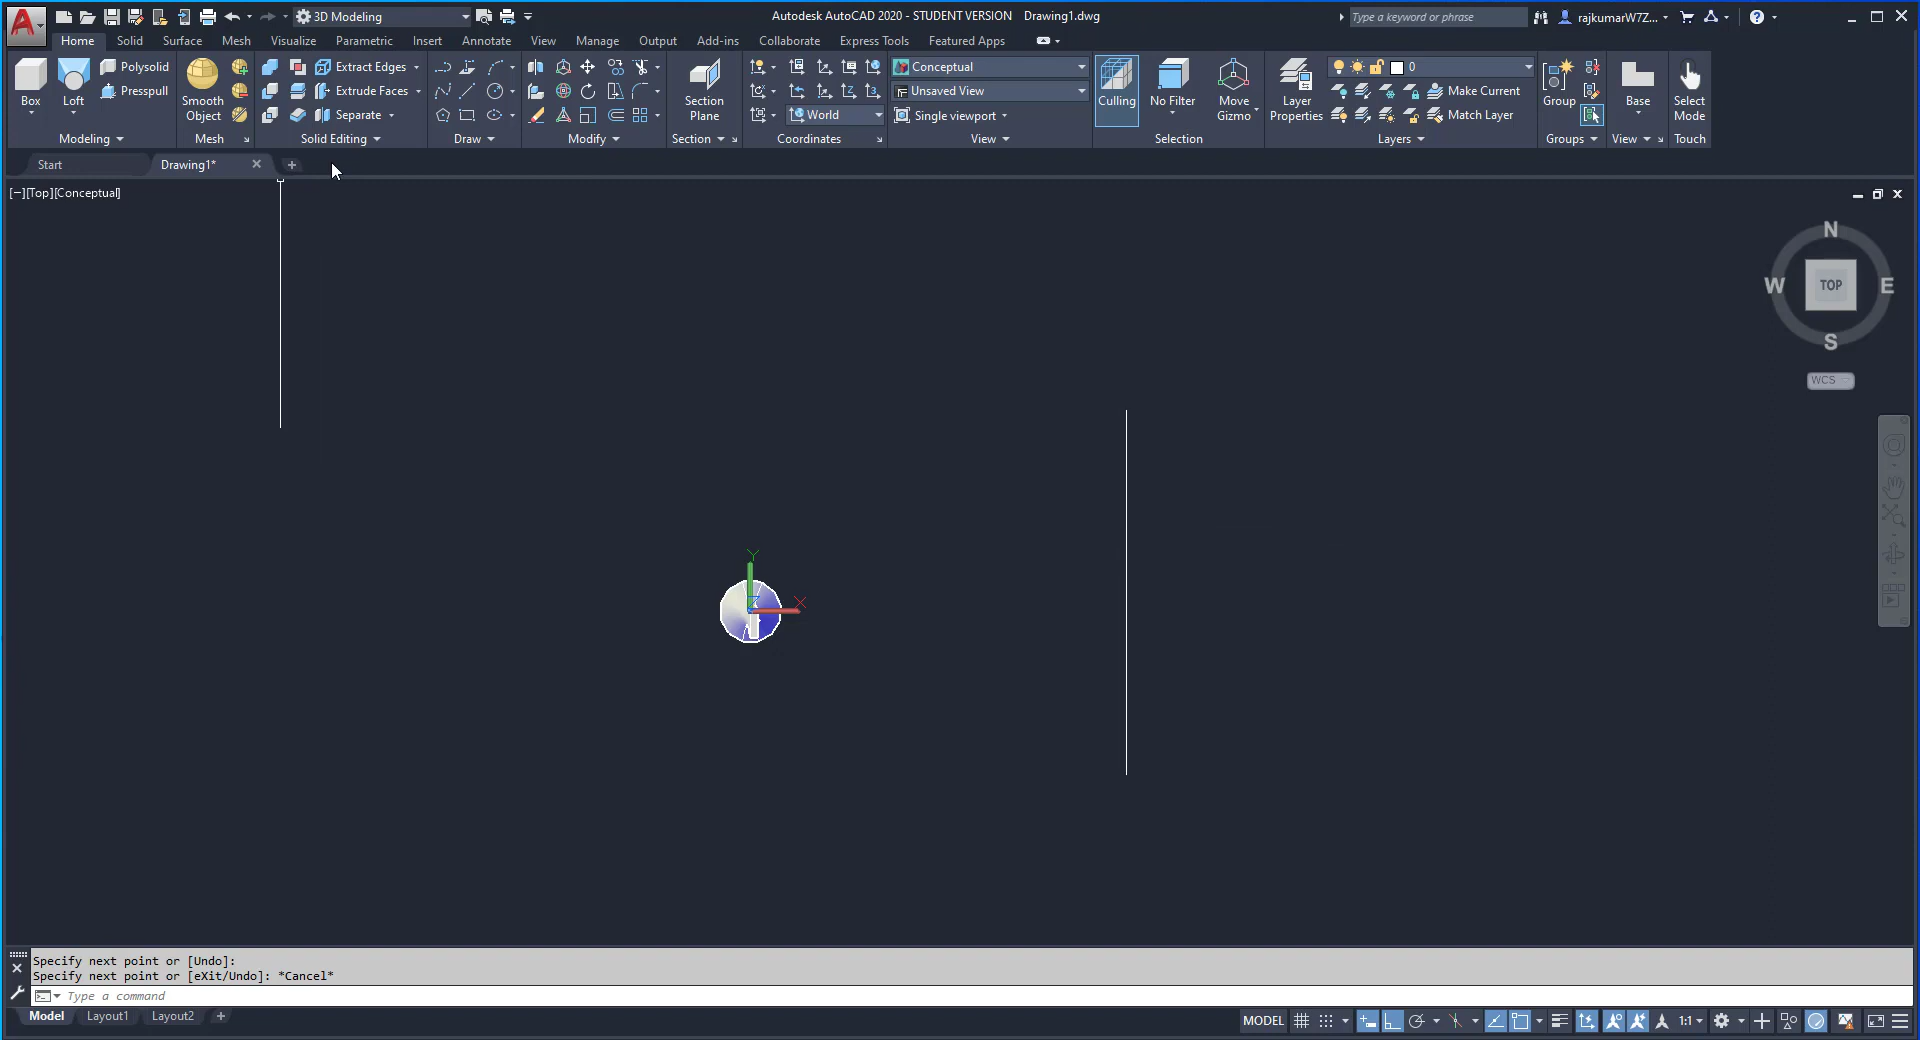 3D Modeling
Autodesk AutoCAD 2020 - STUDENT VERSION Drawing1.dwg
Type a keyword or phrase
rajkumarW7Z...
Home Solid Surface Mesh Visualize Parametric Insert Annotate View Manage Output Add-ins Collaborate Express Tools Featured Apps
Box
Loft
Polysolid
Presspull
Modeling
Smooth
Object
Mesh
Extract Edges
Extrude Faces
Separate
Solid Editing
Draw
Modify
Section
Plane
Section
World
Coordinates
Conceptual
Unsaved View
Single viewport
View
Culling
No Filter
Move
Gizmo
Selection
Layer
Properties
0
Make Current
Match Layer
Layers
Group
Groups
Base
View
Select
Mode
Touch
Start
Drawing1*
[−][Top][Conceptual]
N
W
TOP
E
S
WCS
Y
X
Specify next point or [Undo]:
Specify next point or [eXit/Undo]: *Cancel*
Type a command
Model Layout1 Layout2
MODEL
1:1